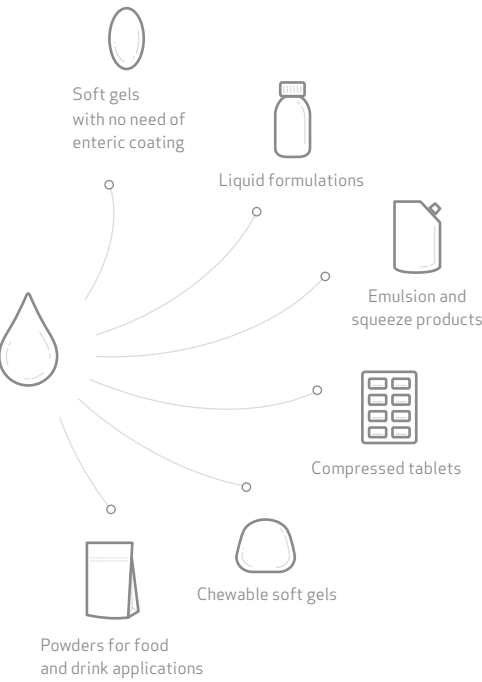 Soft gels
with no need of
enteric coating
Liquid formulations
Emulsion and
squeeze products
Compressed tablets
Chewable soft gels
Powders for food
and drink applications